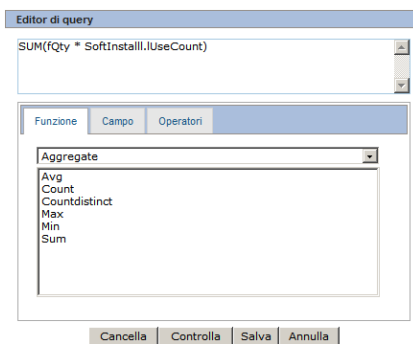 Editor di query
SUM(fQty * SoftInstalll.lUseCount)
Funzione Campo Operatori
Aggregate
Avg
Count
Countdistinct
Max
Min
Sum
Cancella Controlla Salva Annulla